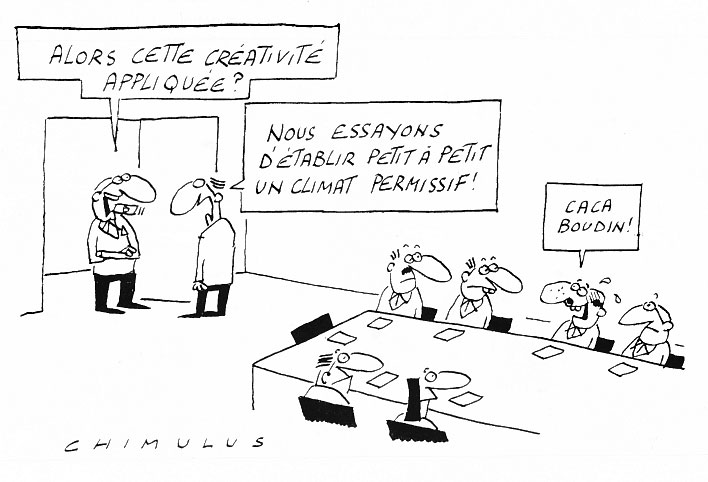 ALORS CETTE CRÉATIVITÉ
APPLIQUÉE?
NOUS ESSAYONS
D'ÉTABLIR PETIT À PETIT
UN CLIMAT PERMISSIF!
CACA
BOUDIN!
CHIMULUS